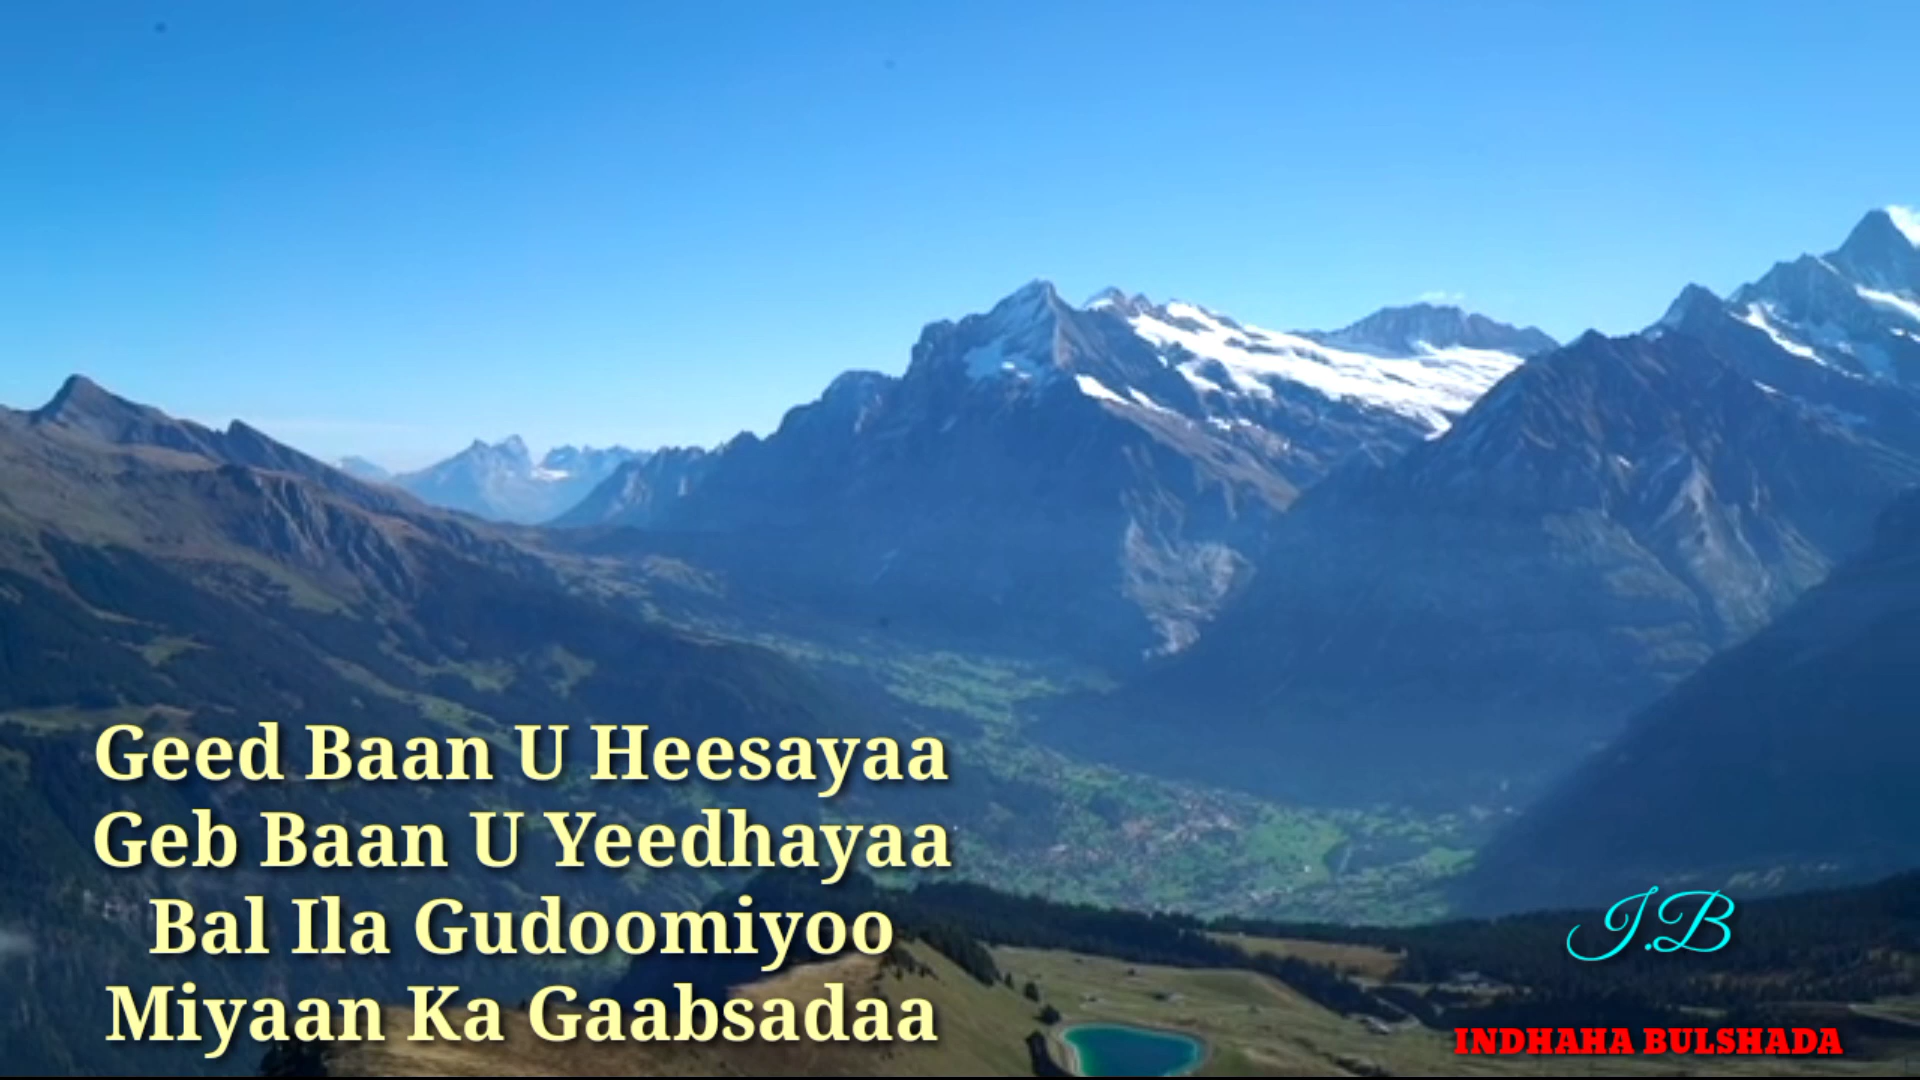 Geed Baan U Heesayaa
Geb Baan U Yeedhayaa
Bal Ila Gudoomiyoo
Miyaan Ka Gaabsadaa
I.B
INDHAHA BULSHADA